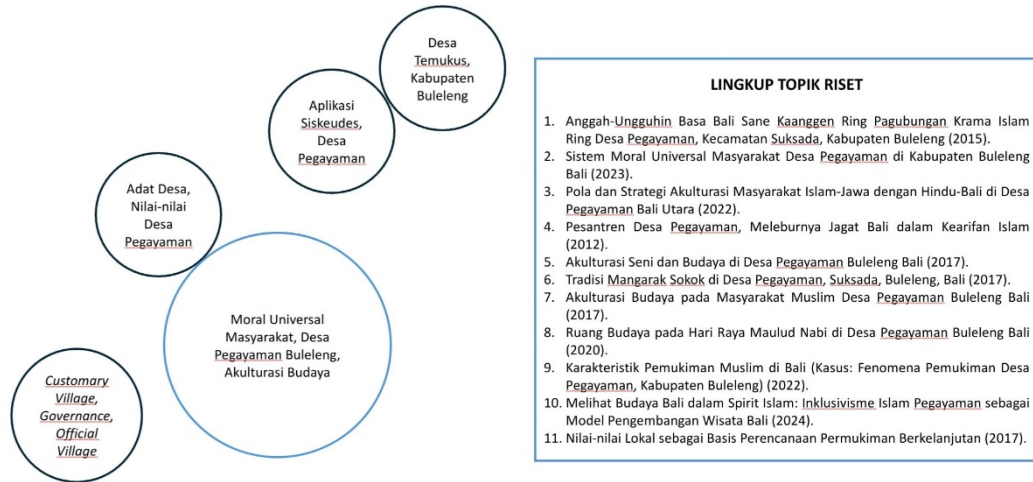 Desa
Temukus,
Kabupaten
Buleleng
Aplikasi
Siskeudes,
Desa
Pegayaman
Adat Desa,
Nilai-nilai
Desa
Pegayaman
Moral Universal
Masyarakat, Desa
Pegayaman Buleleng,
Akulturasi Budaya
Customary
Village,
Governance,
Official
Village
LINGKUP TOPIK RISET
1. Anggah-Ungguhin Basa Bali Sane Kaanggen Ring Pagubungan Krama Islam
Ring Desa Pegayaman, Kecamatan Suksada, Kabupaten Buleleng (2015).
2. Sistem Moral Universal Masyarakat Desa Pegayaman di Kabupaten Buleleng
Bali (2023).
3. Pola dan Strategi Akulturasi Masyarakat Islam-Jawa dengan Hindu-Bali di Desa
Pegayaman Bali Utara (2022).
4. Pesantren Desa Pegayaman, Meleburnya Jagat Bali dalam Kearifan Islam
(2012).
5. Akulturasi Seni dan Budaya di Desa Pegayaman Buleleng Bali (2017).
6. Tradisi Mangarak Sokok di Desa Pegayaman, Suksada, Buleleng, Bali (2017).
7. Akulturasi Budaya pada Masyarakat Muslim Desa Pegayaman Buleleng Bali
(2017).
8. Ruang Budaya pada Hari Raya Maulud Nabi di Desa Pegayaman Buleleng Bali
(2020).
9. Karakteristik Pemukiman Muslim di Bali (Kasus: Fenomena Pemukiman Desa
Pegayaman, Kabupaten Buleleng) (2022).
10. Melihat Budaya Bali dalam Spirit Islam: Inklusivisme Islam Pegayaman sebagai
Model Pengembangan Wisata Bali (2024).
11. Nilai-nilai Lokal sebagai Basis Perencanaan Permukiman Berkelanjutan (2017).